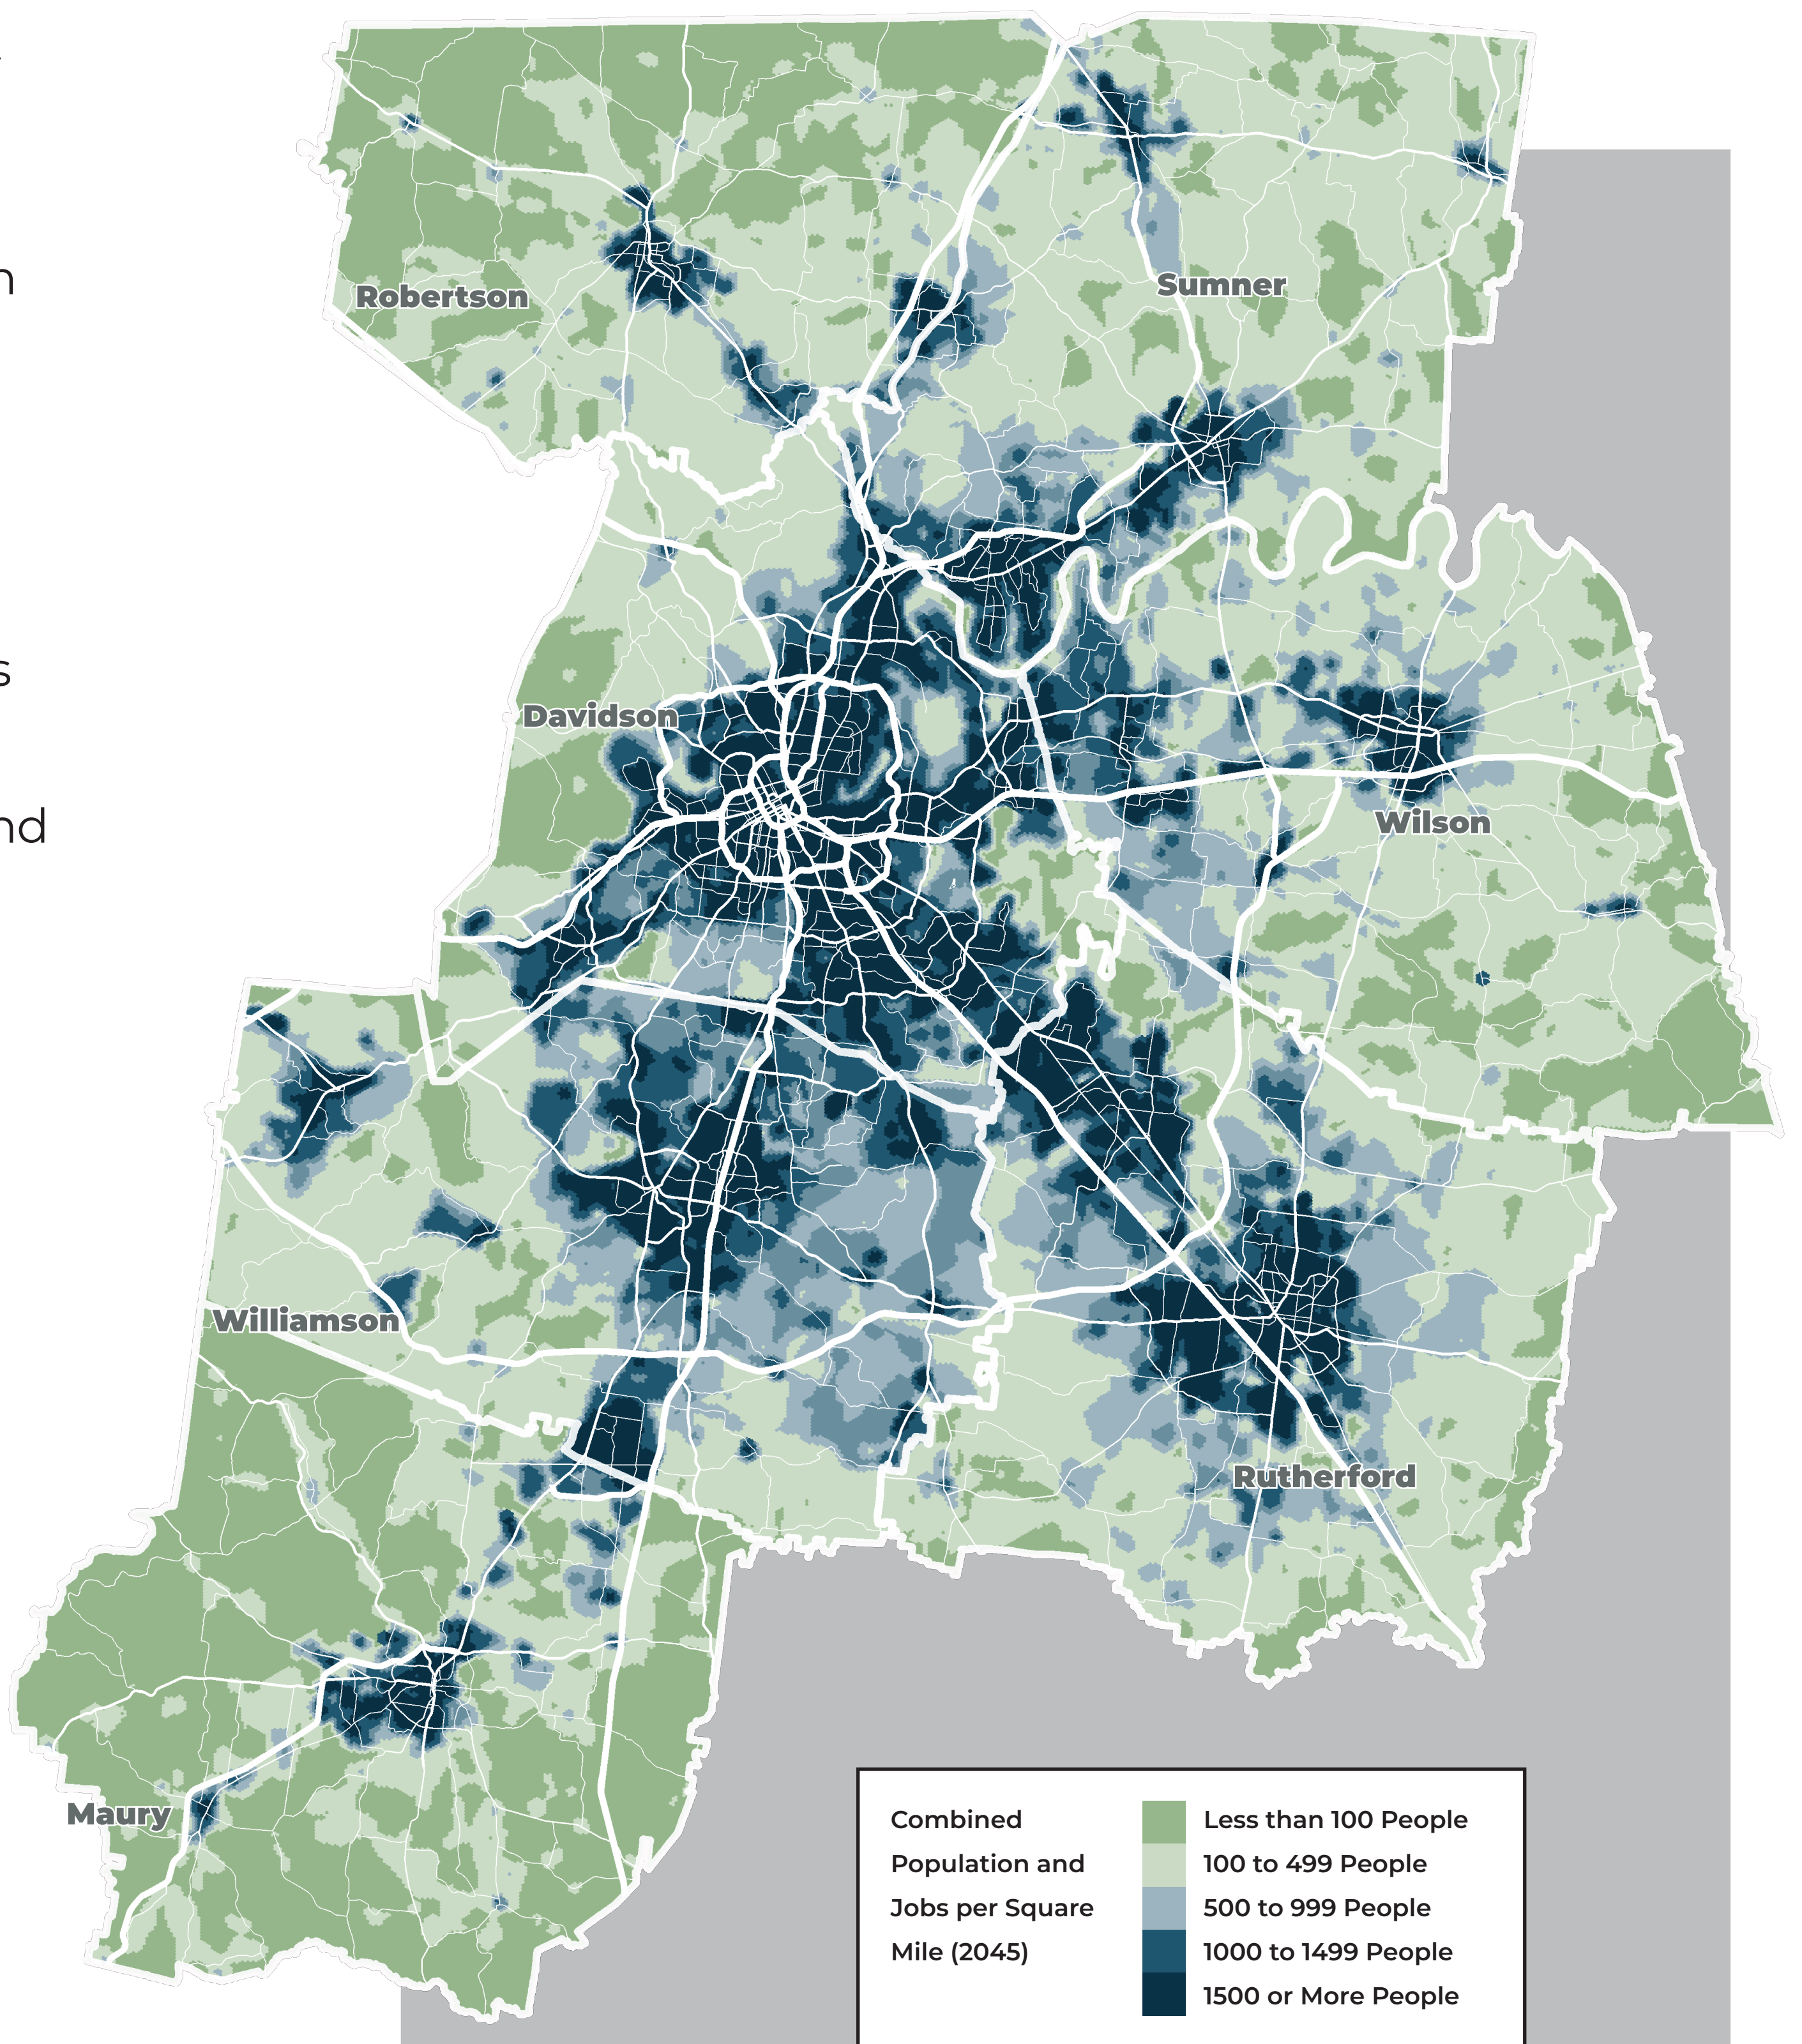 n
s
nd
Robertson
Sumner
Davidson
Wilson
Williamson
Rutherford
Maury
Combined
Population and
Jobs per Square
Mile (2045)
Less than 100 People
100 to 499 People
500 to 999 People
1000 to 1499 People
1500 or More People